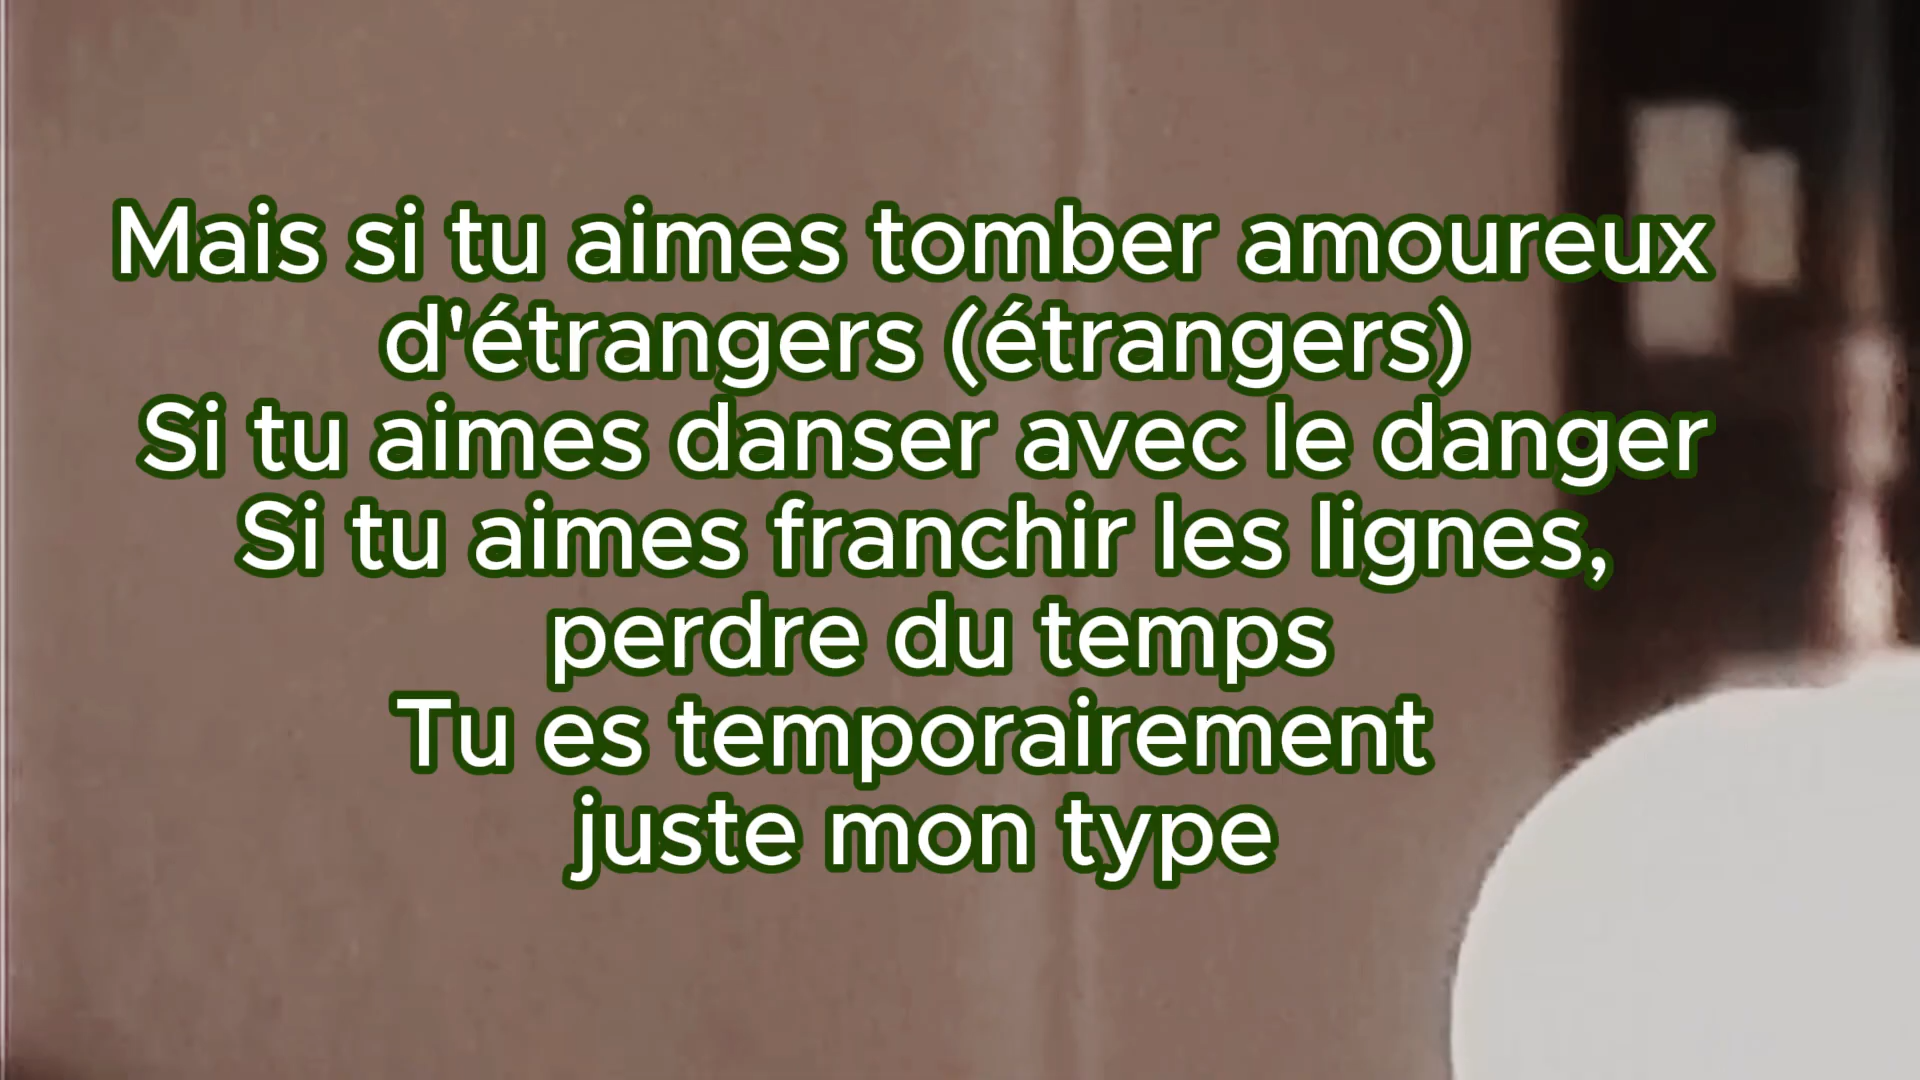 Mais si tu aimes tomber amoureux
d'étrangers (étrangers)
Si tu aimes danser avec le danger
Si tu aimes franchir les lignes,
perdre du temps
Tu es temporairement
juste mon type